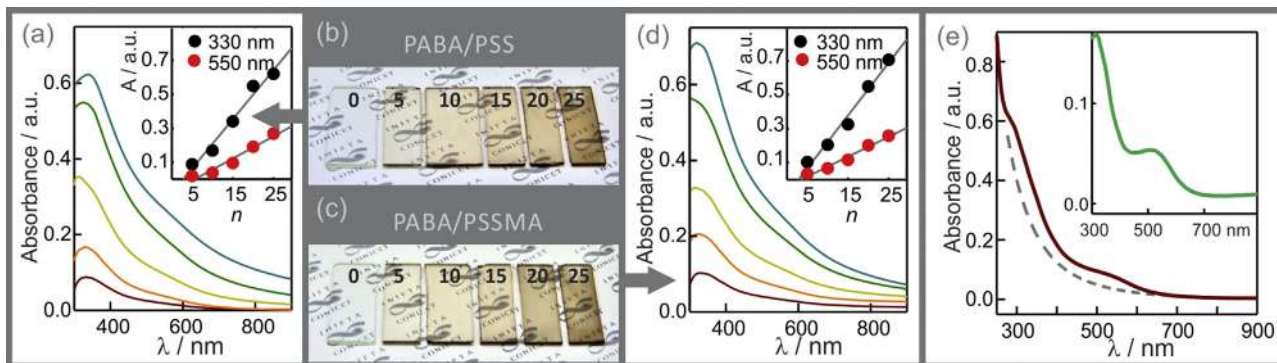 (a)
330 nm
550 nm
A / a.u.
0.7
0.5
0.3
0.1
5 15 25
n
Absorbance / a.u.
0.6
0.4
0.2
0.0
400 600 800
λ / nm
(b)
PABA/PSS
0 5 10 15 20 25
INIFTA
CONICET
(c)
PABA/PSSMA
0 5 10 15 20 25
INIFTA
CONICET
(d)
330 nm
550 nm
A / a.u.
0.7
0.5
0.3
0.1
5 15 25
n
Absorbance / a.u.
0.6
0.4
0.2
0.0
400 600 800
λ / nm
(e)
Absorbance / a.u.
0.8
0.6
0.4
0.2
0.0
250 300 500 700 900
λ / nm
0.1
0.0
300 500 700 nm